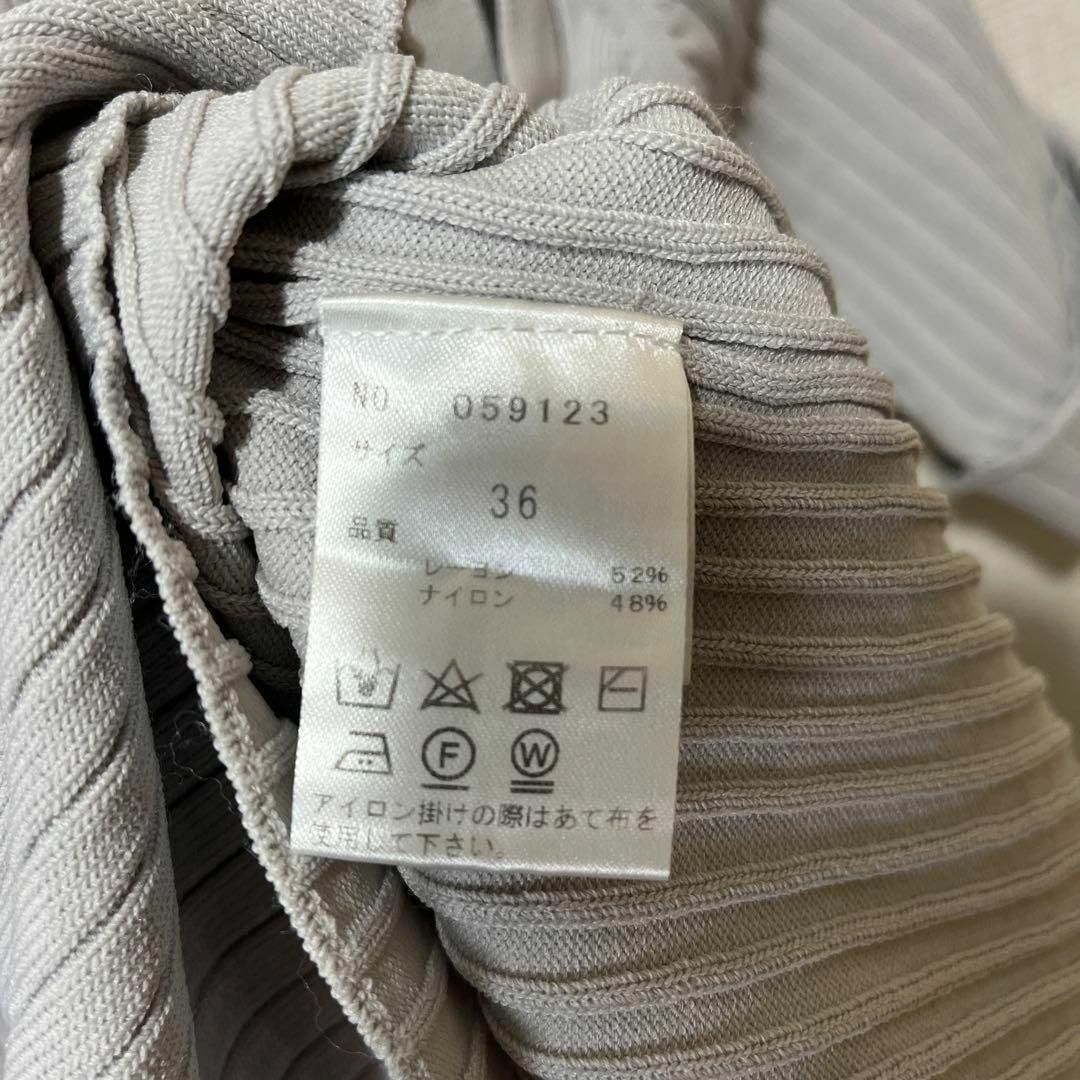 NO 059123
サイズ
36
品質
レーヨン 52%
ナイロン 48%
F W
アイロン掛けの際はあて布を
使用して下さい。